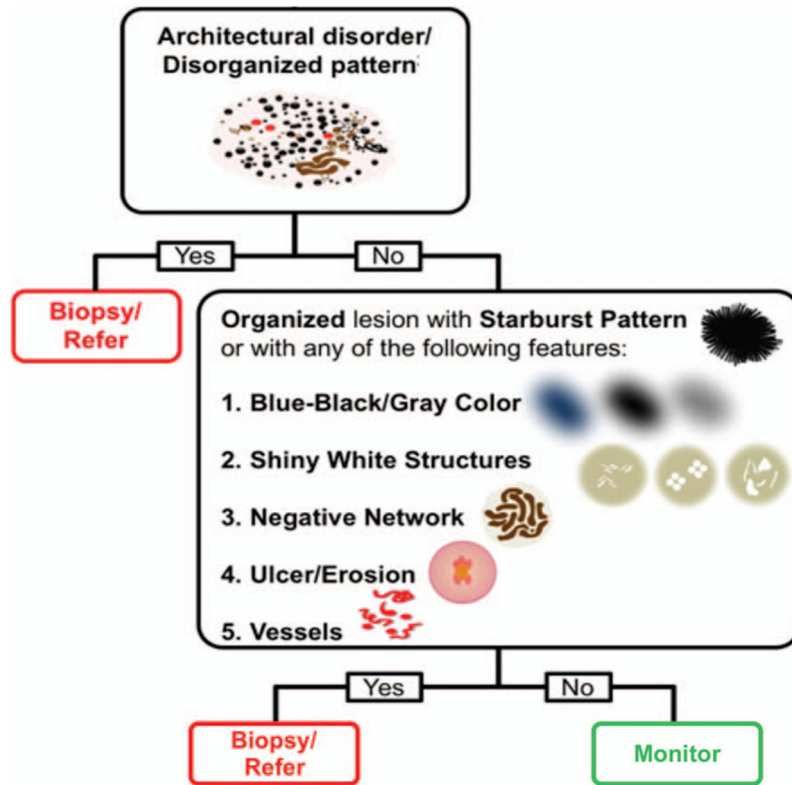 Architectural disorder/
Disorganized pattern
Yes
No
Biopsy/
Refer
Organized lesion with Starburst Pattern
or with any of the following features:
1. Blue-Black/Gray Color
2. Shiny White Structures
3. Negative Network
4. Ulcer/Erosion
5. Vessels
Yes
No
Biopsy/
Refer
Monitor